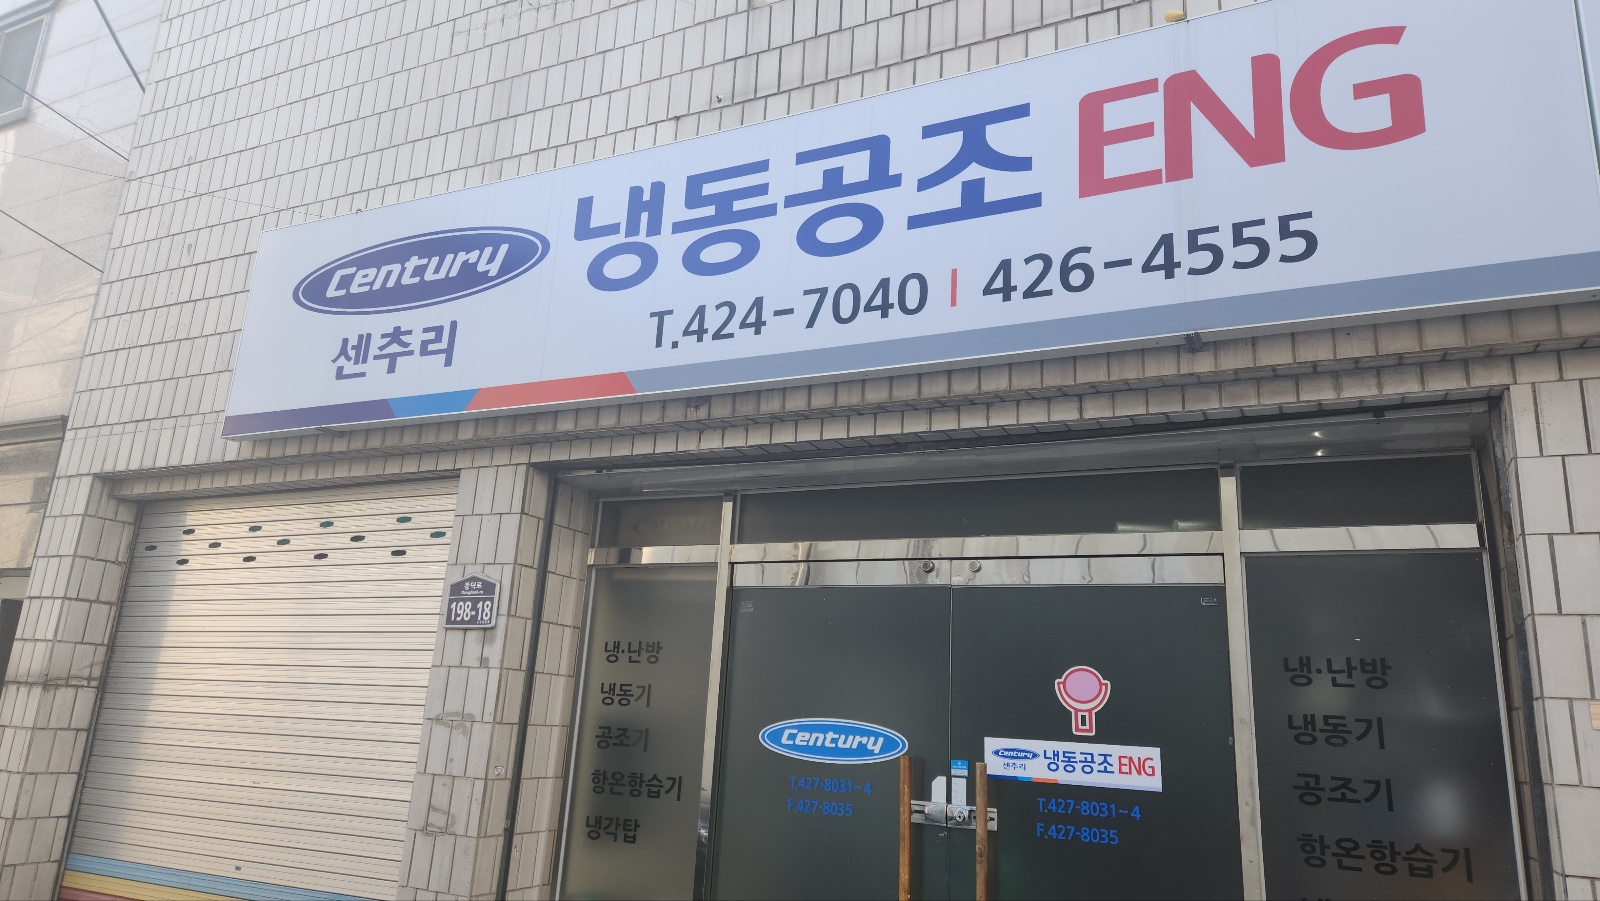 Century
센추리
냉동공조 ENG
T.424-7040 | 426-4555
198-18
냉·난방
냉동기
공조기
항온항습기
냉각탑
Century
T.427-8031~4
F.427-8035
Century
센추리
냉동공조 ENG
T.427-8031~4
F.427-8035
냉·난방
냉동기
공조기
항온항습기